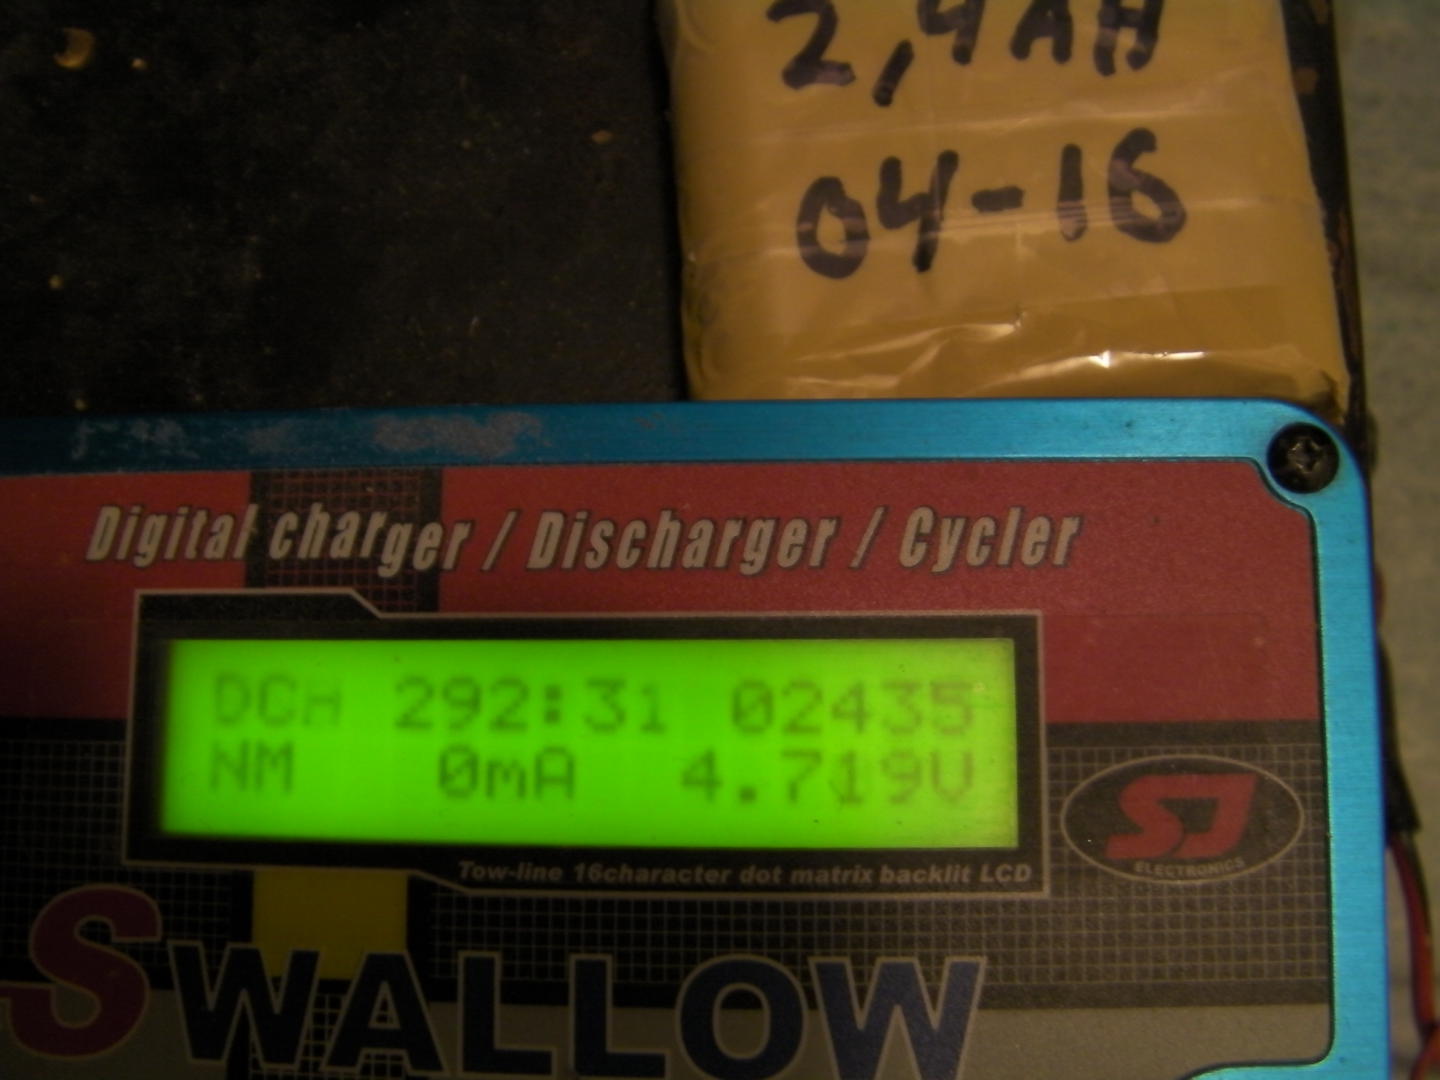 2,4AH
04-16
Digital charger / Discharger / Cycler
DCH 292:31 02435
NM 0mA 4.719V
SJ
ELECTRONICS
Tow-line 16character dot matrix backlit LCD
SWALLOW